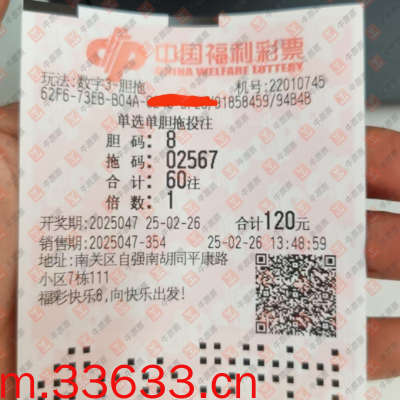 中国福利彩票
CHINA WELFARE LOTTERY
玩法:数字3-胆拖 机号:22010745
62F6-73EB-B04A- /81858459/94B4B
单选单胆拖投注
胆 码: 8
拖 码: 02567
合 计: 60注
倍 数: 1
开奖期:2025047 25-02-26 合计120元
销售期:2025047-354 25-02-26 13:48:59
地址:南关区自强南胡同平康路
小区7栋111
福彩快乐8,向快乐出发!
m.33633.cn